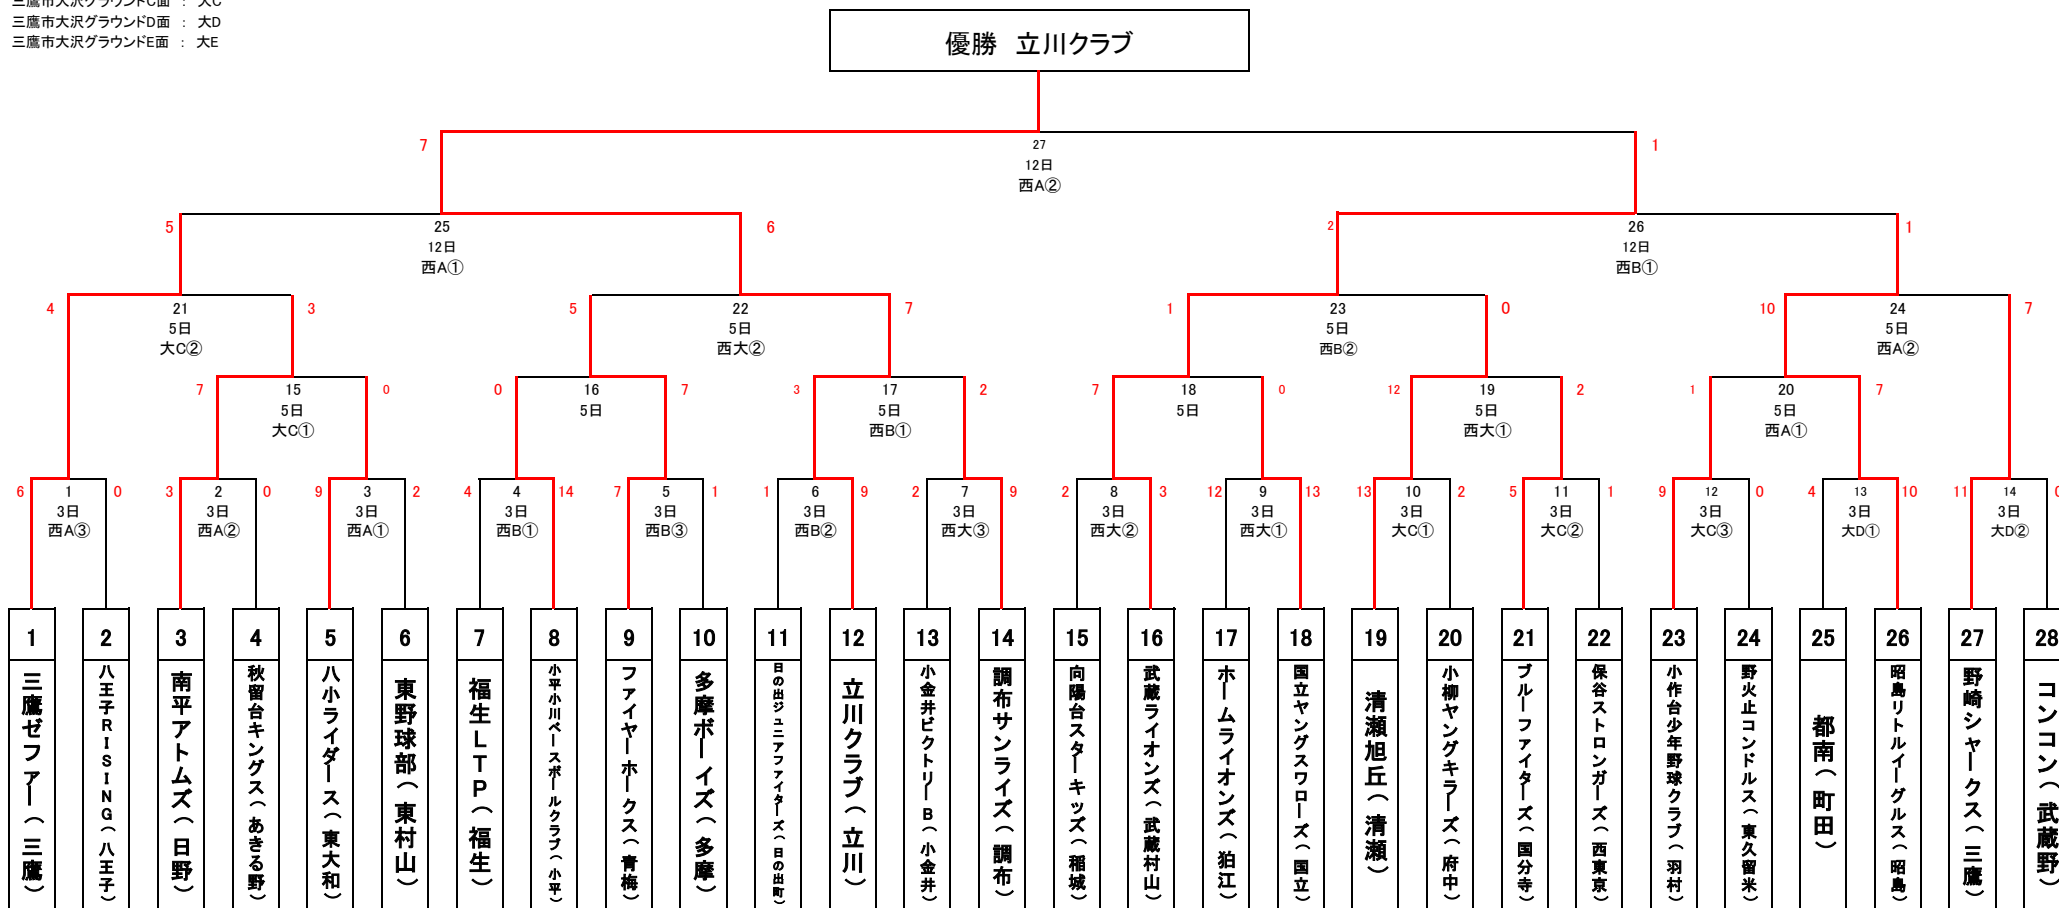 三鷹市大沢グラウンドC面 : 大C
三鷹市大沢グラウンドD面 : 大D
三鷹市大沢グラウンドE面 : 大E
優勝 立川クラブ
7
27
12日
西A②
1
5
25
12日
西A①
6
2
26
12日
西B①
1
4
21
5日
大C②
3
5
22
5日
西大②
7
1
23
5日
西B②
0
10
24
5日
西A②
7
7
15
5日
大C①
0
0
16
5日
7
3
17
5日
西B①
2
7
18
5日
0
12
19
5日
西大①
2
1
20
5日
西A①
7
6
1
3日
西A③
0
3
2
3日
西A②
0
9
3
3日
西A①
2
4
4
3日
西B①
14
7
5
3日
西B③
1
1
6
3日
西B②
9
2
7
3日
西大③
9
2
8
3日
西大②
3
12
9
3日
西大①
13
13
10
3日
大C①
2
5
11
3日
大C②
1
9
12
3日
大C③
0
4
13
3日
大D①
10
11
14
3日
大D②
0
1
三鷹ゼファー(三鷹)
2
八王子RISING(八王子)
3
南平アトムズ(日野)
4
秋留台キングス(あきる野)
5
八小ライダース(東大和)
6
東野球部(東村山)
7
福生LTP(福生)
8
小平小川ベースボールクラブ(小平)
9
ファイヤーホークス(青梅)
10
多摩ボーイズ(多摩)
11
日の出ジュニアファイターズ(日の出町)
12
立川クラブ(立川)
13
小金井ビクトリーB(小金井)
14
調布サンライズ(調布)
15
向陽台スターキッズ(稲城)
16
武蔵ライオンズ(武蔵村山)
17
ホームライオンズ(狛江)
18
国立ヤングスワローズ(国立)
19
清瀬旭丘(清瀬)
20
小柳ヤングキラーズ(府中)
21
ブルーファイターズ(国分寺)
22
保谷ストロンガーズ(西東京)
23
小作台少年野球クラブ(羽村)
24
野火止コンドルス(東久留米)
25
都南(町田)
26
昭島リトルイーグルス(昭島)
27
野崎シャークス(三鷹)
28
コンコン(武蔵野)